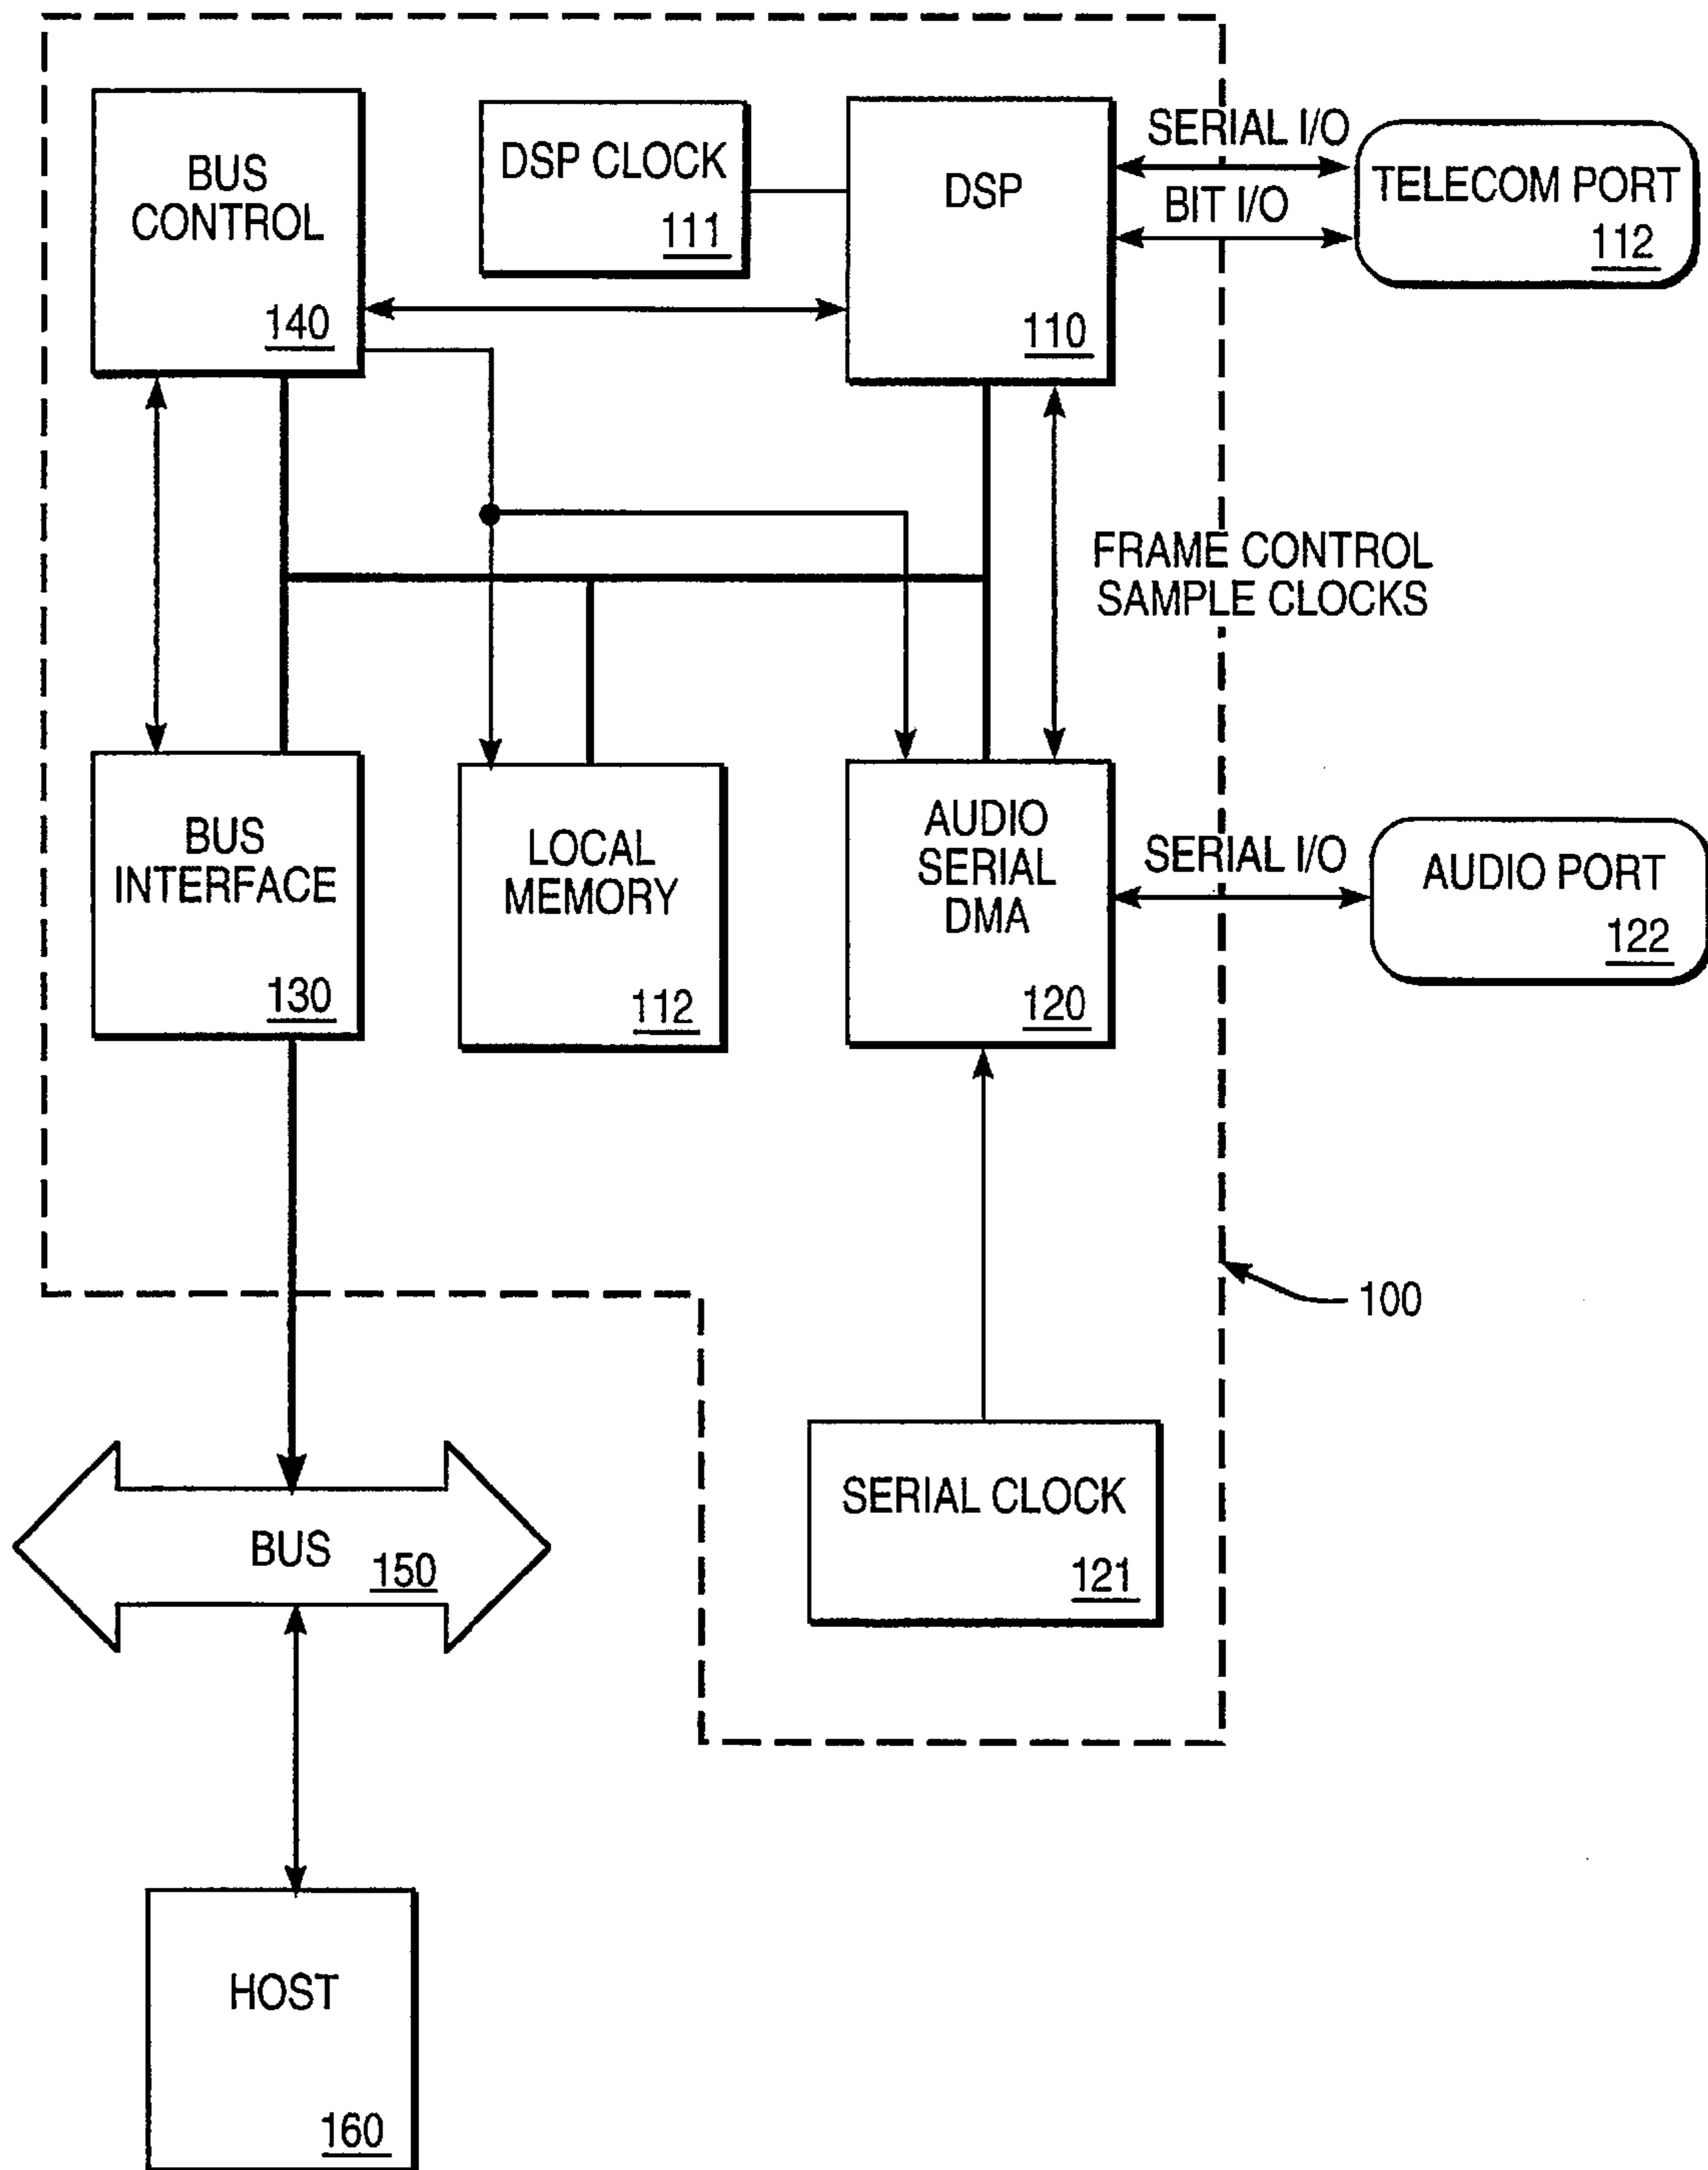 BUS
CONTROL
140
DSP CLOCK
111
DSP
110
SERIAL I/O
BIT I/O
TELECOM PORT
112
FRAME CONTROL
SAMPLE CLOCKS
BUS
INTERFACE
130
LOCAL
MEMORY
112
AUDIO
SERIAL
DMA
120
SERIAL I/O
AUDIO PORT
122
100
BUS
150
SERIAL CLOCK
121
HOST
160